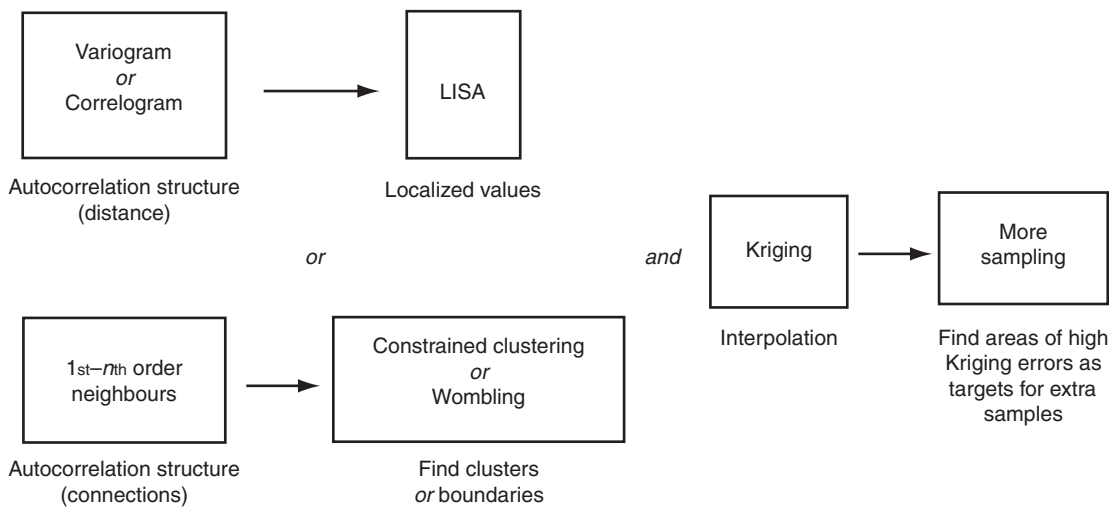 Variogram
or
Correlogram
LISA
Autocorrelation structure
(distance)
Localized values
or
and
Kriging
More
sampling
Interpolation
Find areas of high
Kriging errors as
targets for extra
samples
1st–nth order
neighbours
Constrained clustering
or
Wombling
Autocorrelation structure
(connections)
Find clusters
or boundaries